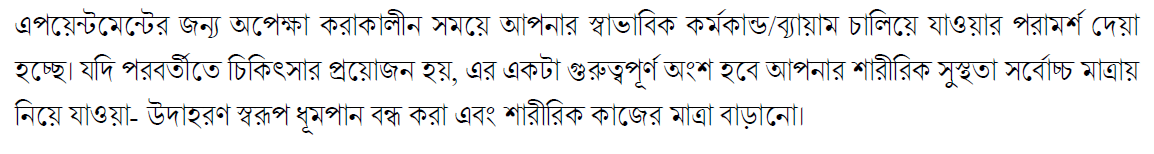 এপয়েন্টমেন্টের জন্য অপেক্ষা করাকালীন সময়ে আপনার স্বাভাবিক কর্মকান্ড/ব্যায়াম চালিয়ে যাওয়ার পরামর্শ দেয়া
হচ্ছে। যদি পরবর্তীতে চিকিৎসার প্রয়োজন হয়, এর একটা গুরুত্বপূর্ণ অংশ হবে আপনার শারীরিক সুস্থতা সর্বোচ্চ মাত্রায়
নিয়ে যাওয়া- উদাহরণ স্বরূপ ধূমপান বন্ধ করা এবং শারীরিক কাজের মাত্রা বাড়ানো।